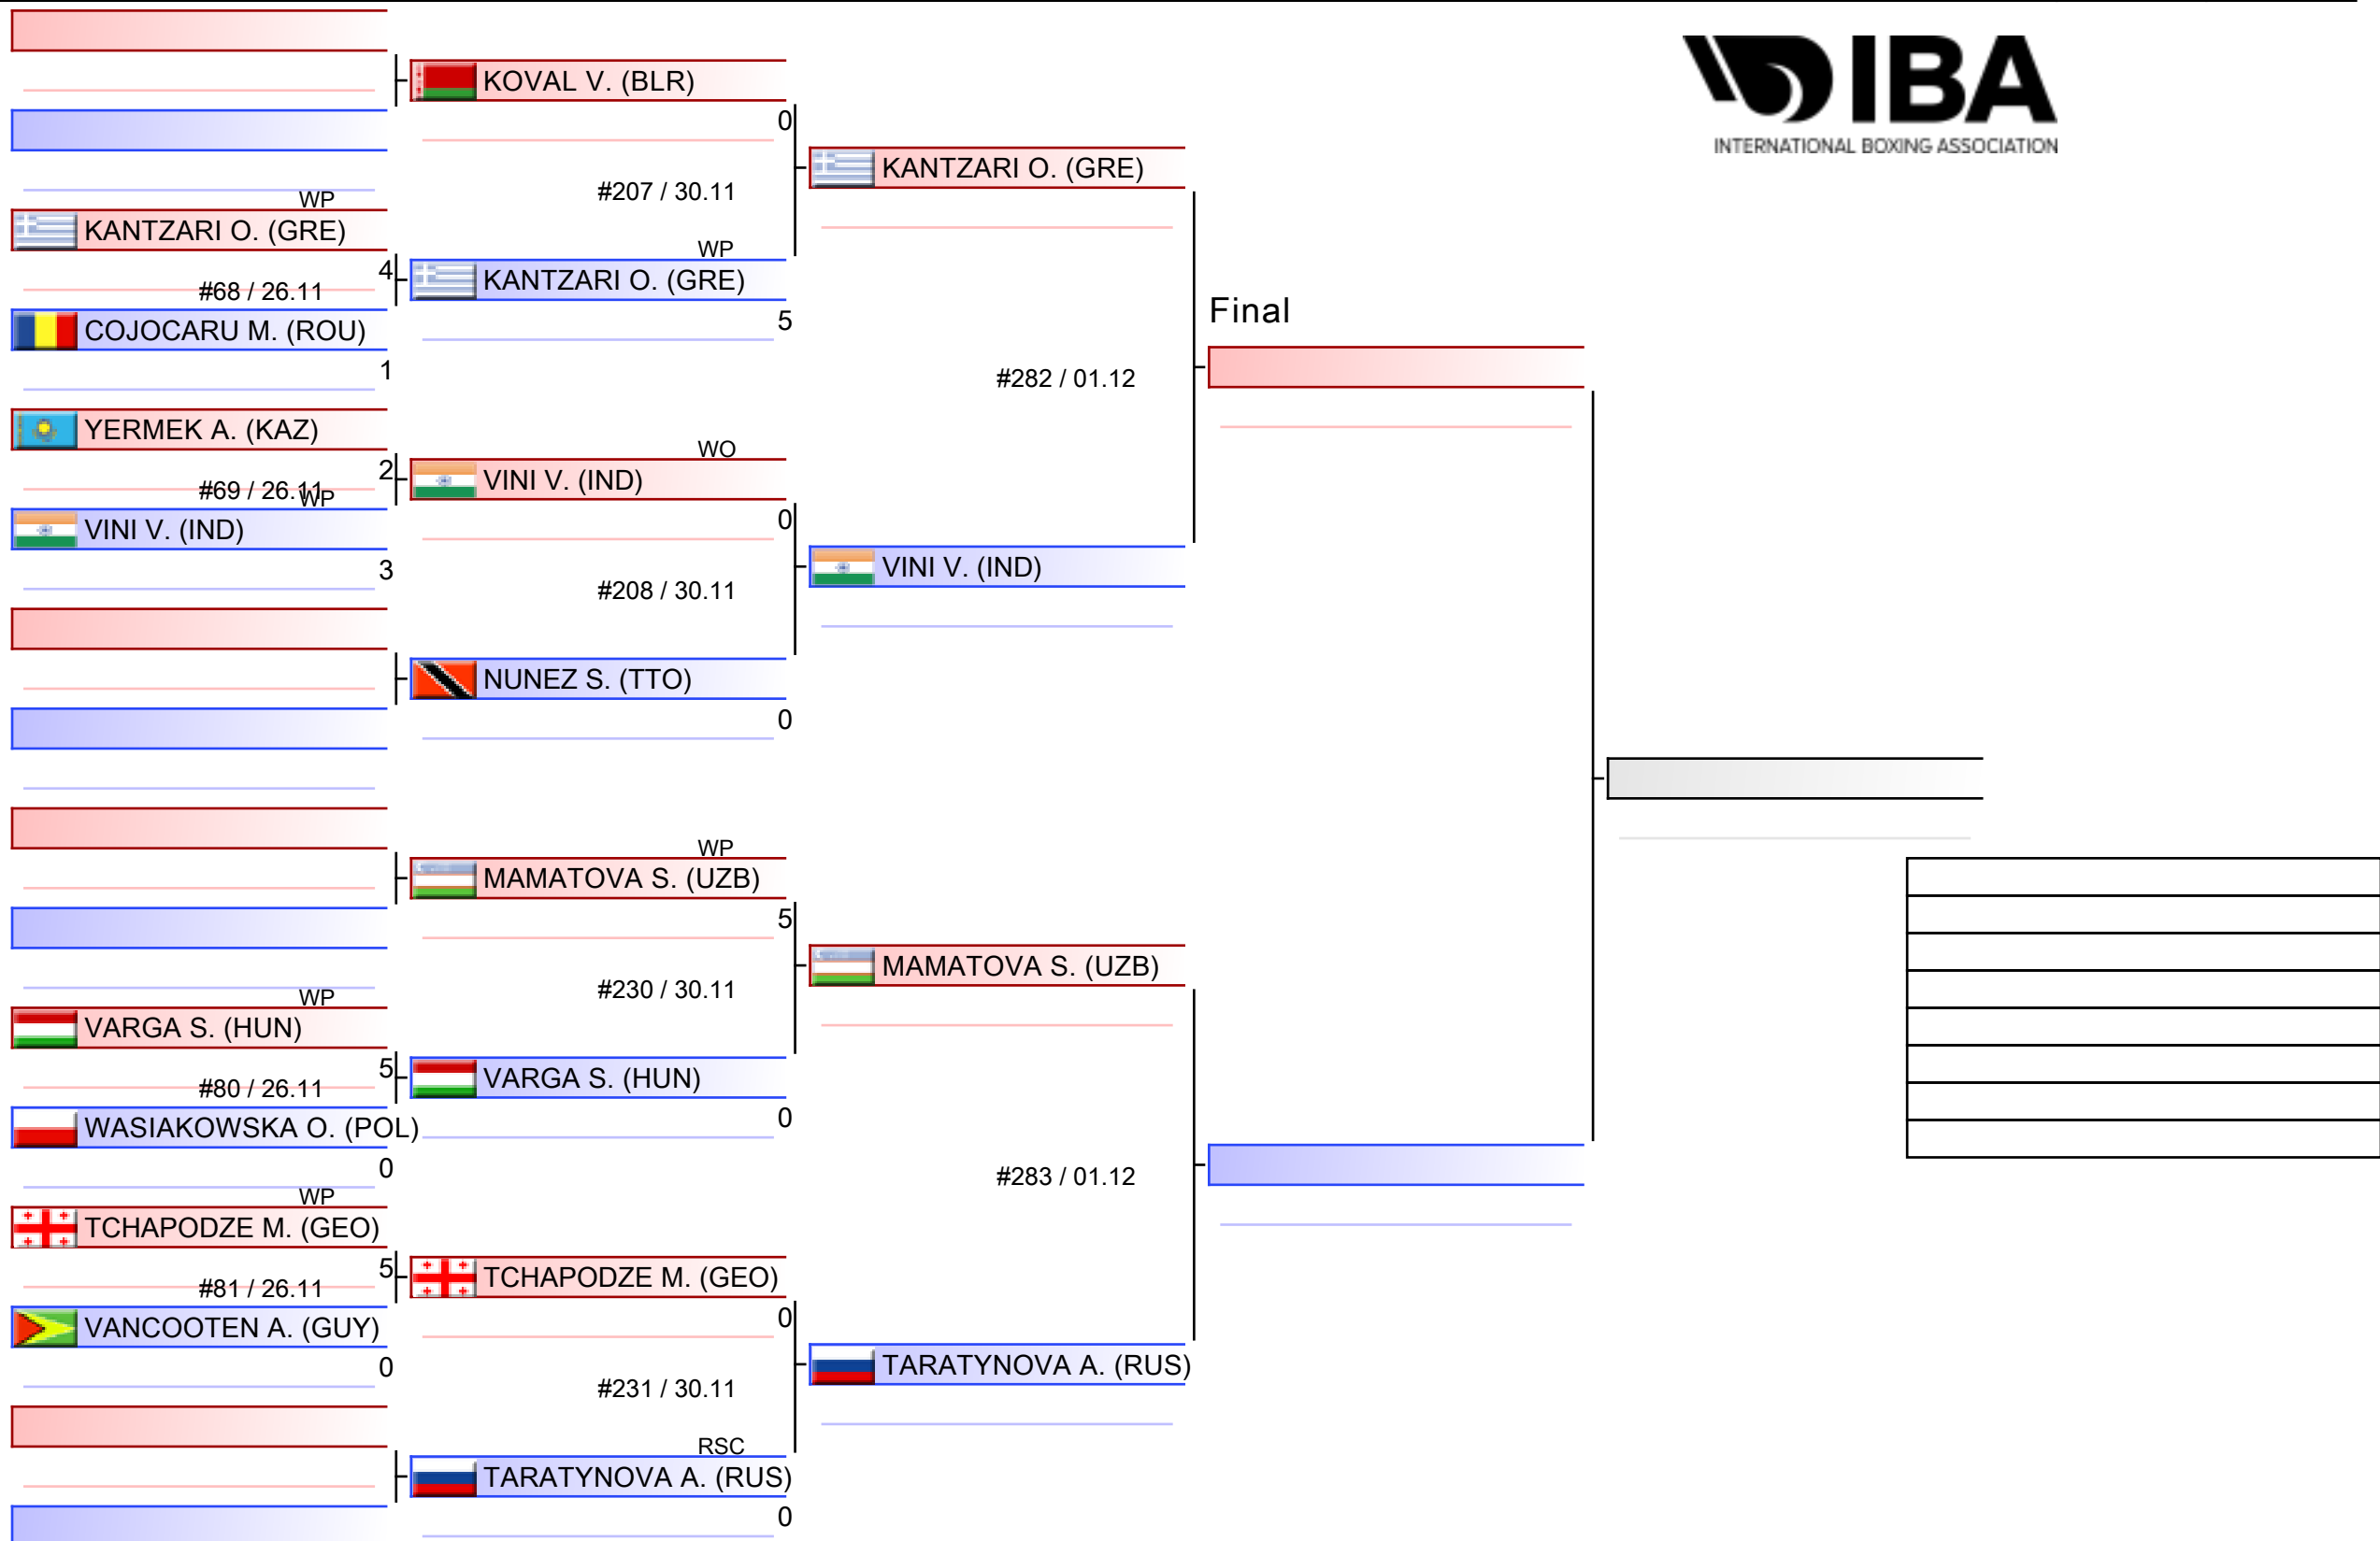 IBA
INTERNATIONAL BOXING ASSOCIATION
WP
KANTZARI O. (GRE)
4
#68 / 26.11
COJOCARU M. (ROU)
1
YERMEK A. (KAZ)
2
#69 / 26.11
WP
VINI V. (IND)
3
WP
VARGA S. (HUN)
5
#80 / 26.11
WASIAKOWSKA O. (POL)
0
WP
TCHAPODZE M. (GEO)
5
#81 / 26.11
VANCOOTEN A. (GUY)
0
KOVAL V. (BLR)
0
#207 / 30.11
WP
KANTZARI O. (GRE)
5
WO
VINI V. (IND)
0
#208 / 30.11
NUNEZ S. (TTO)
0
WP
MAMATOVA S. (UZB)
5
#230 / 30.11
VARGA S. (HUN)
0
TCHAPODZE M. (GEO)
0
#231 / 30.11
RSC
TARATYNOVA A. (RUS)
0
KANTZARI O. (GRE)
#282 / 01.12
VINI V. (IND)
MAMATOVA S. (UZB)
#283 / 01.12
TARATYNOVA A. (RUS)
Final